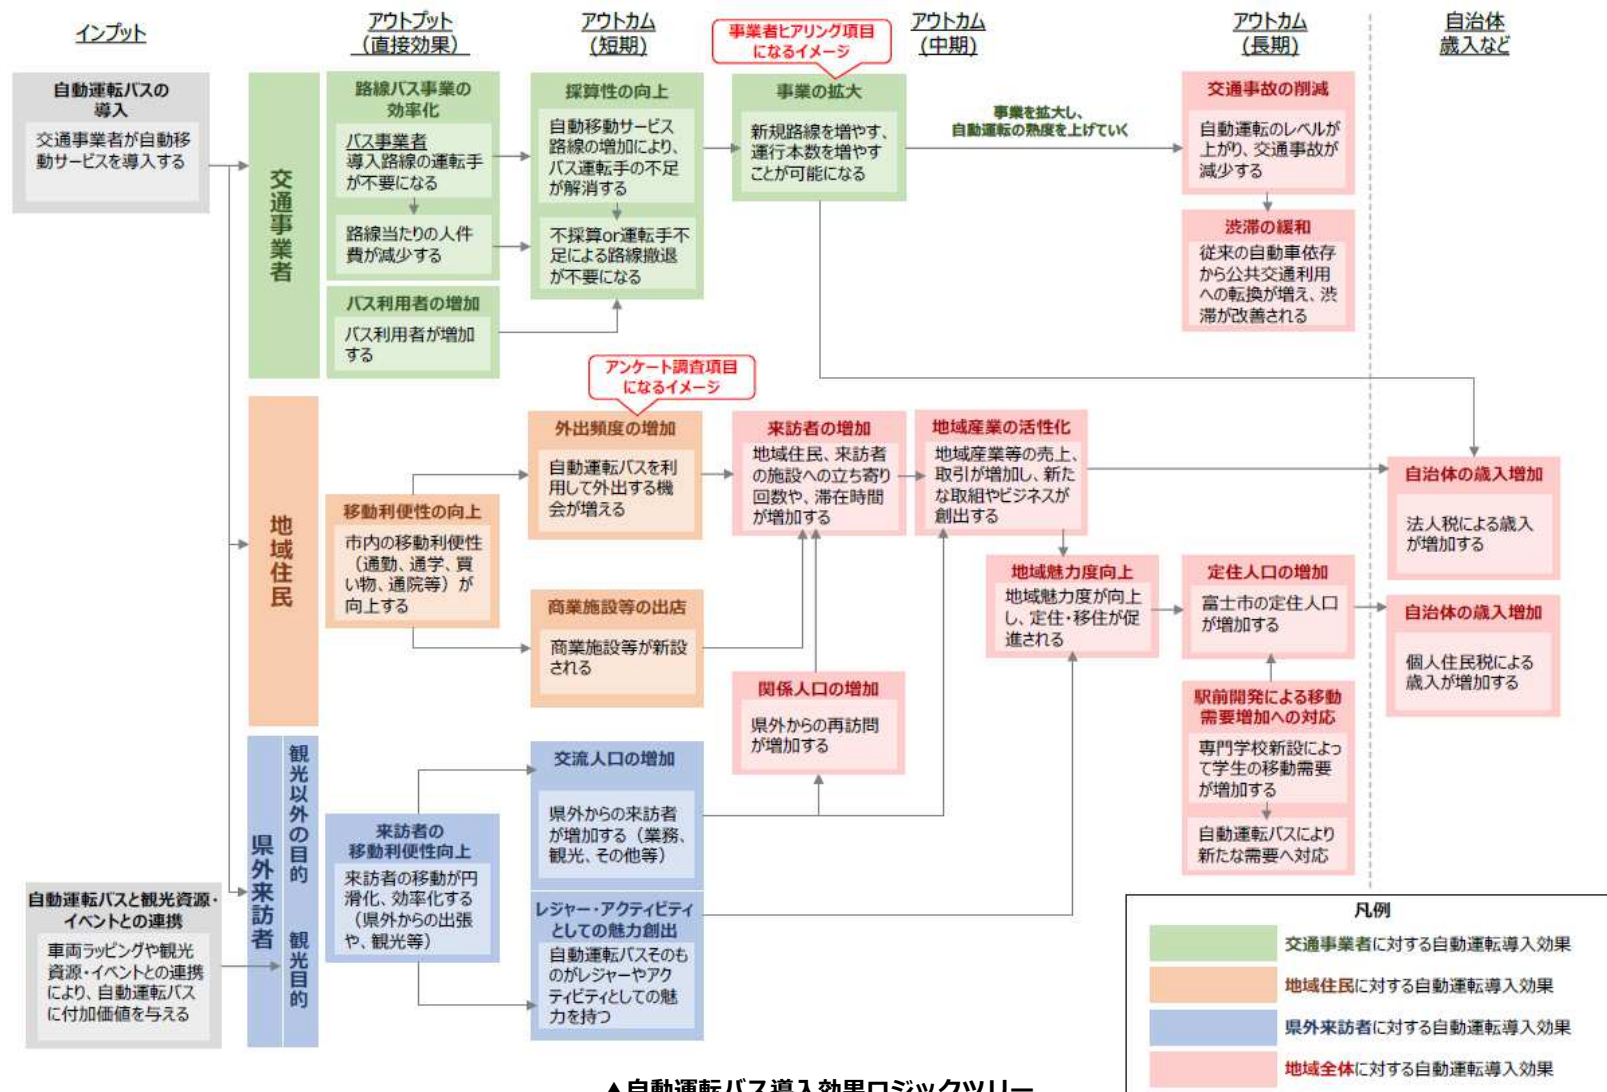 インプット
アウトプット
（直接効果）
アウトカム
(短期)
アウトカム
(中期)
アウトカム
(長期)
自治体
歳入など
事業者ヒアリング項目
になるイメージ
自動運転バスの
導入
交通事業者が自動移
動サービスを導入する
交通事業者
路線バス事業の
効率化
バス事業者
導入路線の運転手
が不要になる
路線当たりの人件
費が減少する
バス利用者の増加
バス利用者が増加
する
採算性の向上
自動移動サービス
路線の増加により、
バス運転手の不足
が解消する
不採算or運転手不
足による路線撤退
が不要になる
事業の拡大
新規路線を増やす、
運行本数を増やす
ことが可能になる
事業を拡大し、
自動運転の熟度を上げていく
交通事故の削減
自動運転のレベルが
上がり、交通事故が
減少する
渋滞の緩和
従来の自動車依存
から公共交通利用
への転換が増え、渋
滞が改善される
アンケート調査項目
になるイメージ
地域住民
移動利便性の向上
市内の移動利便性
（通勤、通学、買
い物、通院等）が
向上する
外出頻度の増加
自動運転バスを利
用して外出する機
会が増える
商業施設等の出店
商業施設等が新設
される
来訪者の増加
地域住民、来訪者
の施設への立ち寄り
回数や、滞在時間
が増加する
地域産業の活性化
地域産業等の売上、
取引が増加し、新た
な取組やビジネスが
創出する
地域魅力度向上
地域魅力度が向上
し、定住・移住が促
進される
定住人口の増加
富士市の定住人口
が増加する
自治体の歳入増加
法人税による歳入
が増加する
自治体の歳入増加
個人住民税による
歳入が増加する
関係人口の増加
県外からの再訪問
が増加する
駅前開発による移動
需要増加への対応
専門学校新設によっ
て学生の移動需要
が増加する
自動運転バスにより
新たな需要へ対応
県外来訪者
観光以外の目的
観光目的
自動運転バスと観光資源・
イベントとの連携
車両ラッピングや観光
資源・イベントとの連携
により、自動運転バス
に付加価値を与える
来訪者の
移動利便性向上
来訪者の移動が円
滑化、効率化する
（県外からの出張
や、観光等）
交流人口の増加
県外からの来訪者
が増加する（業務、
観光、その他等）
レジャー・アクティビティ
としての魅力創出
自動運転バスそのも
のがレジャーやアク
ティビティとしての魅
力を持つ
凡例
交通事業者に対する自動運転導入効果
地域住民に対する自動運転導入効果
県外来訪者に対する自動運転導入効果
地域全体に対する自動運転導入効果
▲自動運転バス導入効果ロジックツリー